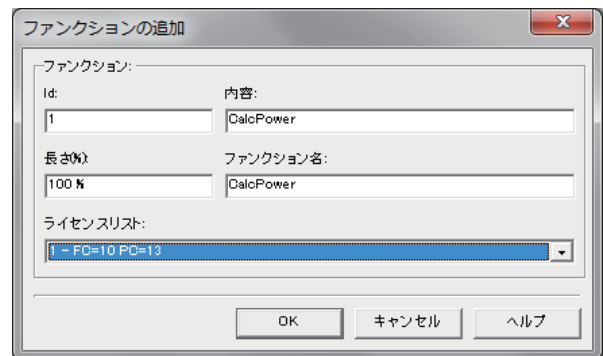 ファンクションの追加
ファンクション:
Id: 内容:
1 CalcPower
長さ(%): ファンクション名:
100 % CalcPower
ライセンスリスト:
1 - FC=10 PC=13
OK キャンセル ヘルプ